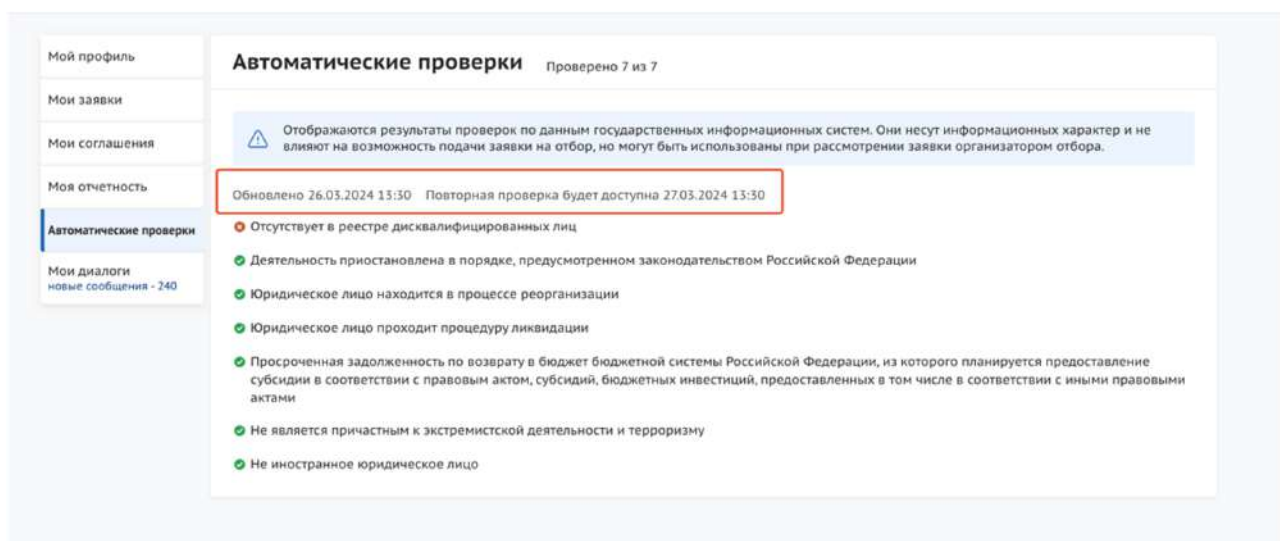 Мой профиль
Мои заявки
Мои соглашения
Моя отчетность
Автоматические проверки
Мои диалоги
новые сообщения - 240
Автоматические проверки Проверено 7 из 7
Отображаются результаты проверок по данным государственных информационных систем. Они несут информационных характер и не
влияют на возможность подачи заявки на отбор, но могут быть использованы при рассмотрении заявки организатором отбора.
Обновлено 26.03.2024 13:30 Повторная проверка будет доступна 27.03.2024 13:30
Отсутствует в реестре дисквалифицированных лиц
Деятельность приостановлена в порядке, предусмотренном законодательством Российской Федерации
Юридическое лицо находится в процессе реорганизации
Юридическое лицо проходит процедуру ликвидации
Просроченная задолженность по возврату в бюджет бюджетной системы Российской Федерации, из которого планируется предоставление
субсидии в соответствии с правовым актом, субсидий, бюджетных инвестиций, предоставленных в том числе в соответствии с иными правовыми
актами
Не является причастным к экстремистской деятельности и терроризму
Не иностранное юридическое лицо